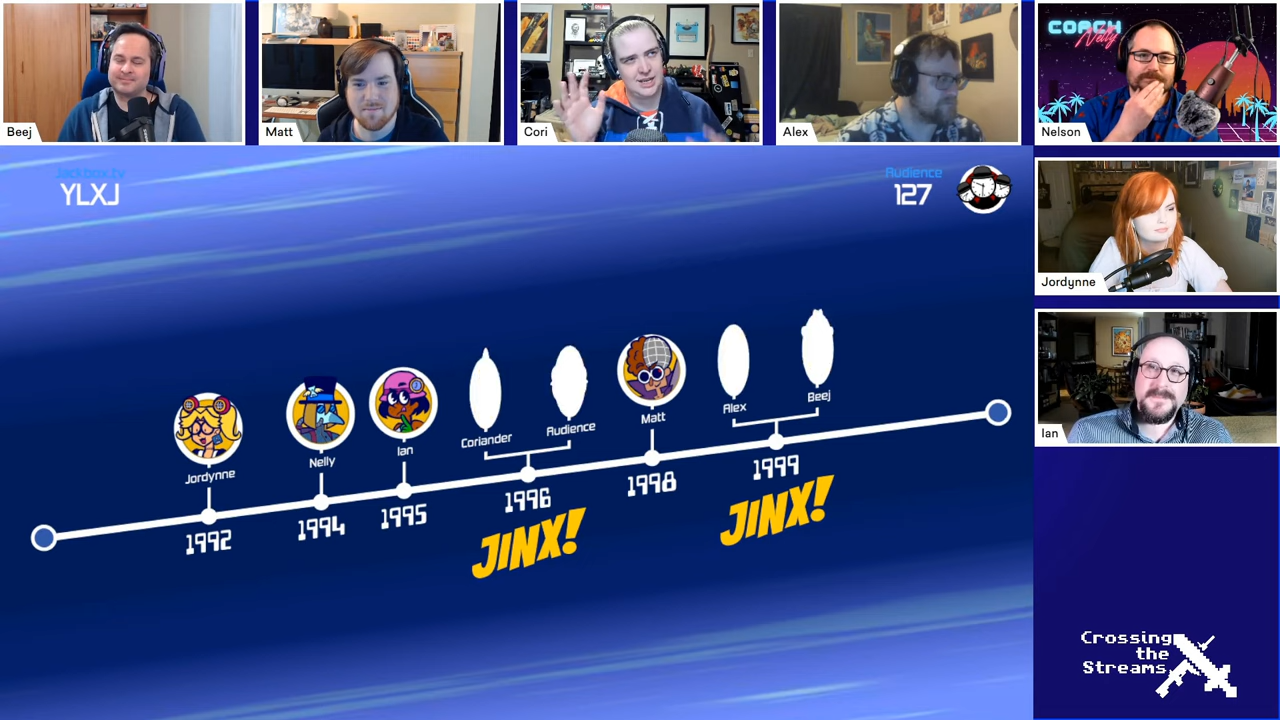 Beej
Matt
Cori
Alex
COACH
Nelly
Nelson
Jackbox.tv
YLXJ
Audience
127
Jordynne
Ian
Jordynne
Nelly
Ian
Coriander
Audience
Matt
Alex
Beej
1992
1994
1995
1996
1998
1999
JINX!
JINX!
Crossing
the
Streams